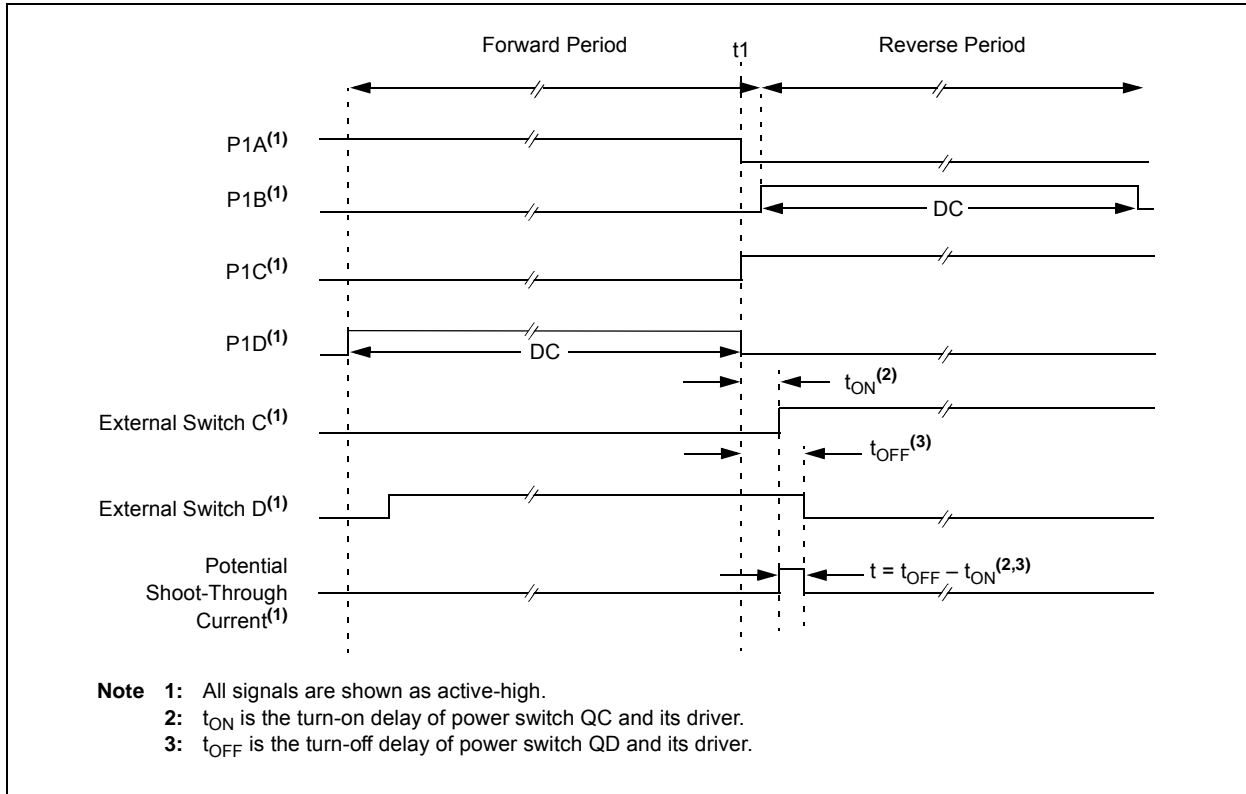 Forward Period t1 Reverse Period
P1A(1)
P1B(1)
DC
P1C(1)
P1D(1)
DC
tON(2)
External Switch C(1)
tOFF(3)
External Switch D(1)
Potential
Shoot-Through
Current(1)
t = tOFF – tON(2,3)
Note 1: All signals are shown as active-high.
2: tON is the turn-on delay of power switch QC and its driver.
3: tOFF is the turn-off delay of power switch QD and its driver.